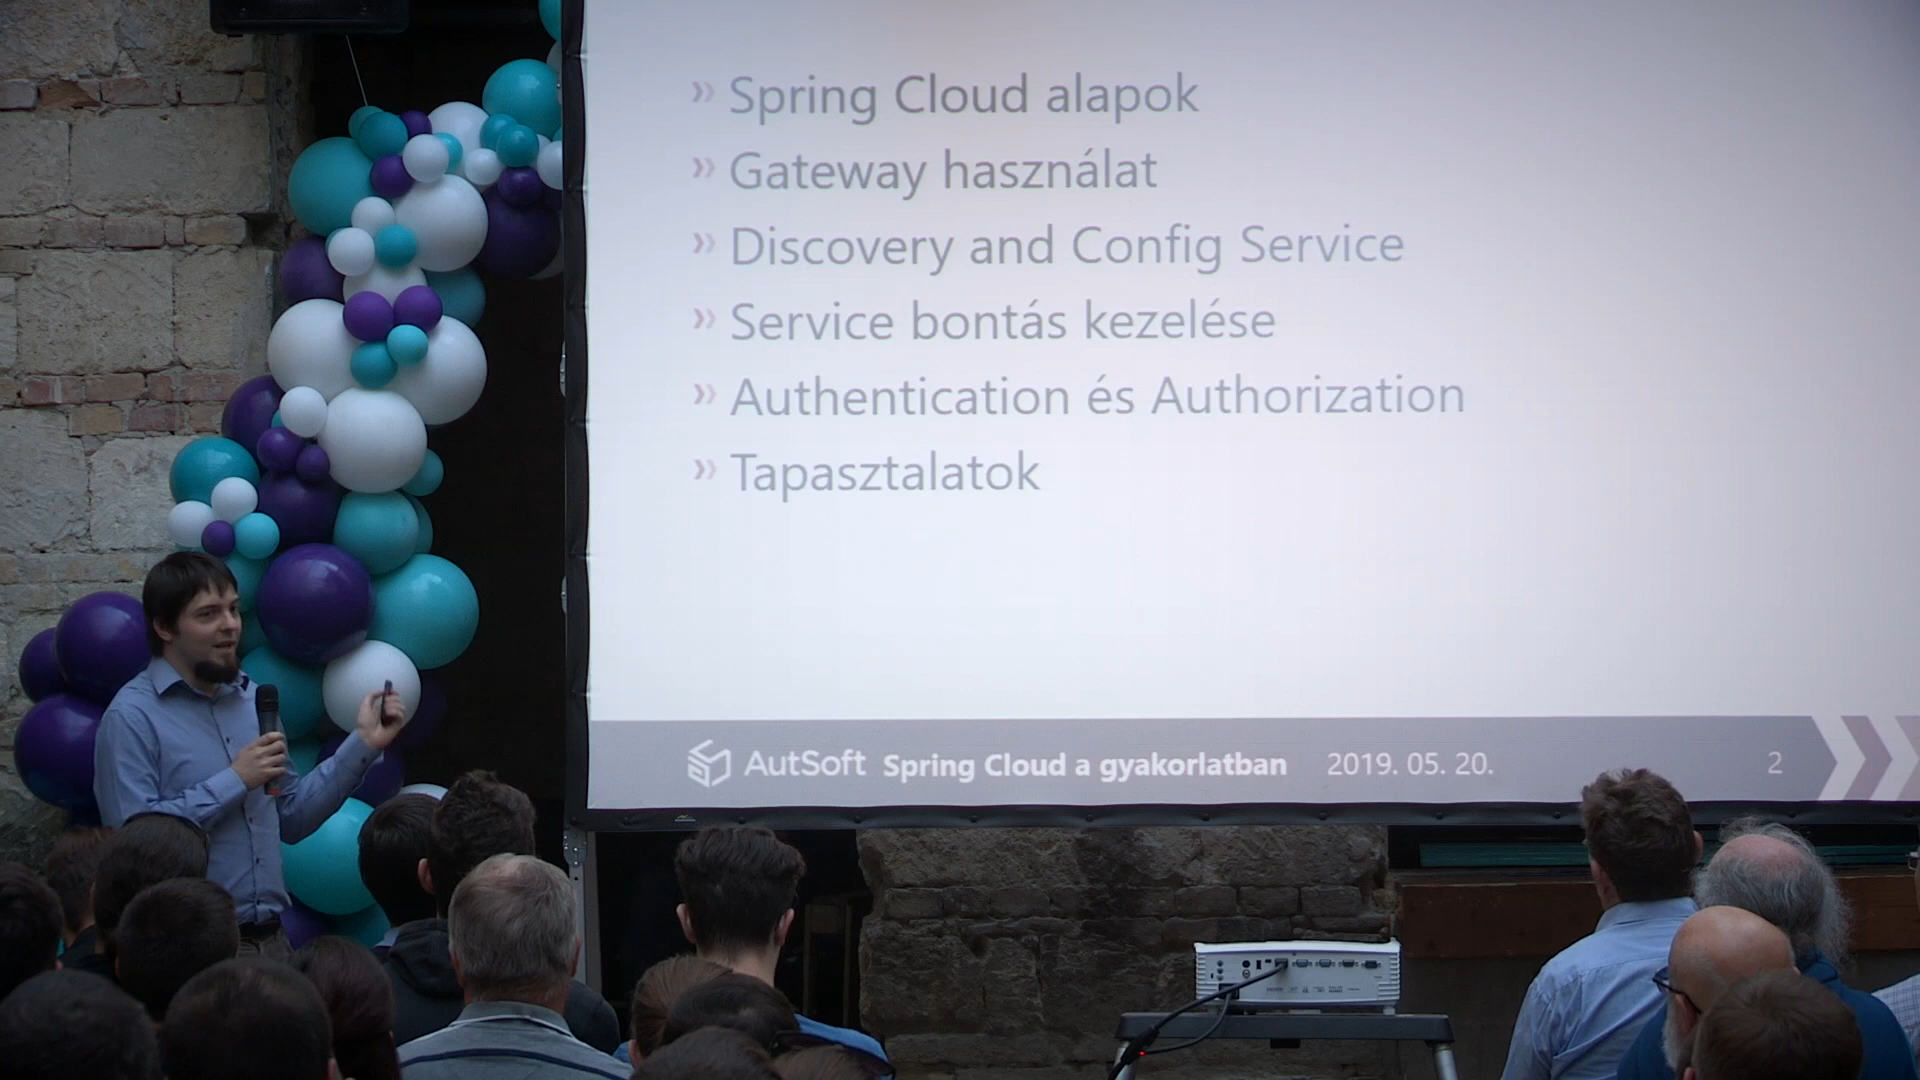 » Spring Cloud alapok
» Gateway használat
» Discovery and Config Service
» Service bontás kezelése
» Authentication és Authorization
» Tapasztalatok
AutSoft Spring Cloud a gyakorlatban 2019. 05. 20. 2